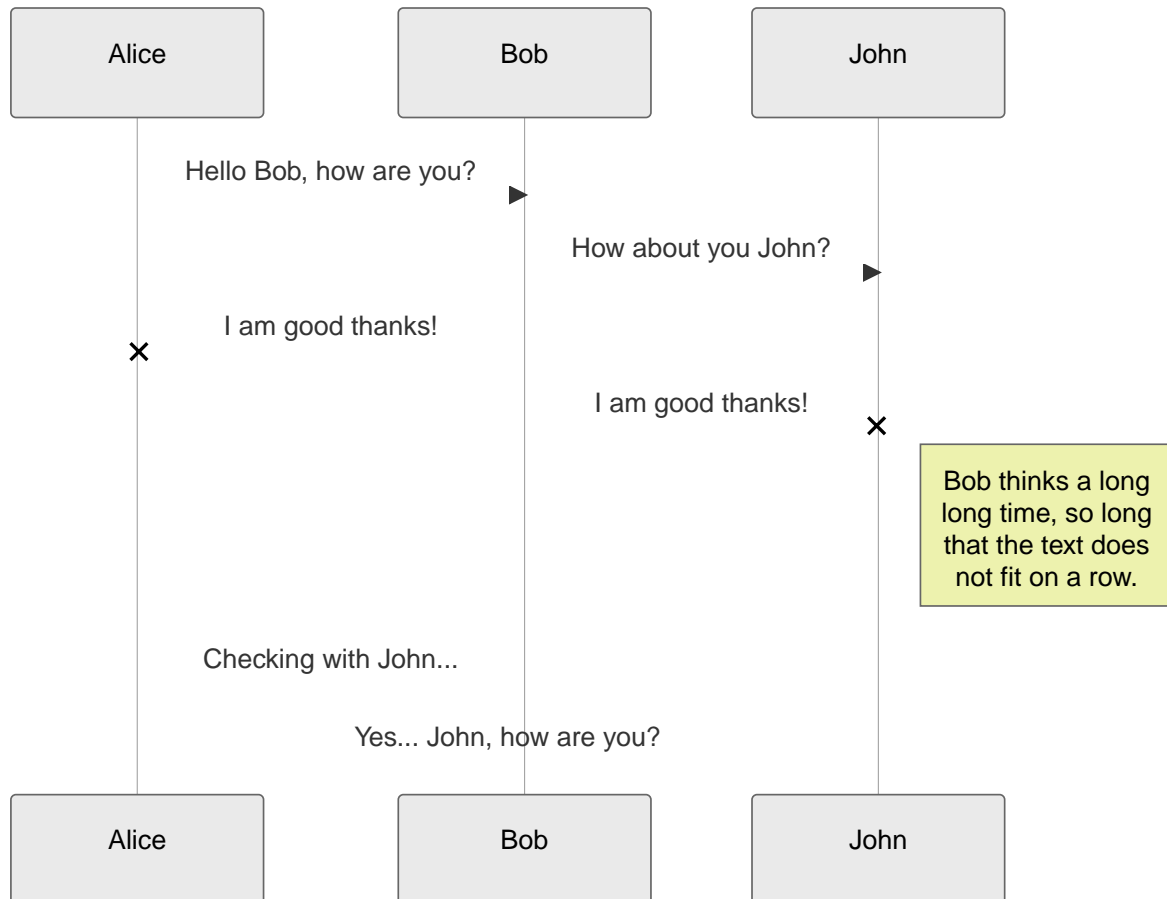 Alice
Bob
John
Hello Bob, how are you?
How about you John?
I am good thanks!
I am good thanks!
Bob thinks a long
long time, so long
that the text does
not fit on a row.
Checking with John...
Yes... John, how are you?
Alice
Bob
John